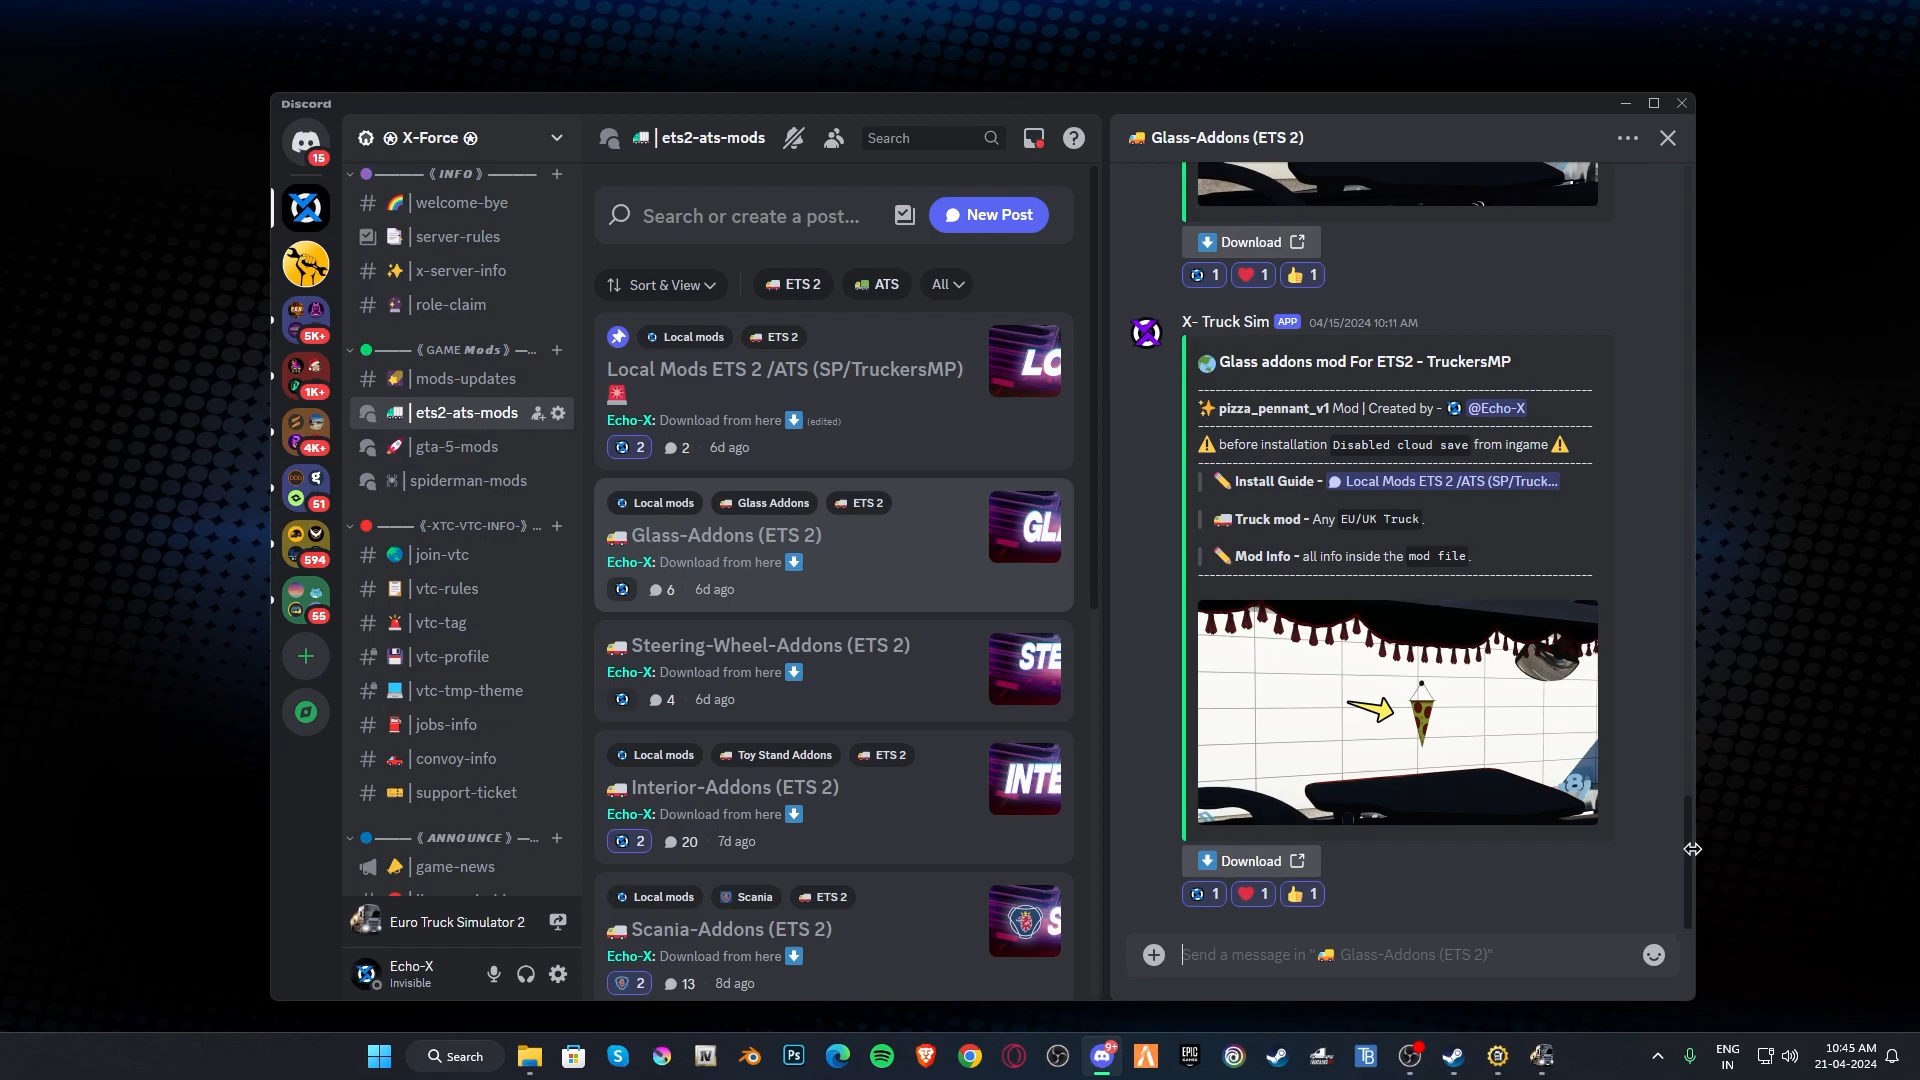 Discord
15
5K+
1K+
4K+
51
594
55
X-Force
《 INFO 》
welcome-bye
server-rules
x-server-info
role-claim
《 GAME Mods 》 —...
mods-updates
ets2-ats-mods
gta-5-mods
spiderman-mods
《-XTC-VTC-INFO-》 ...
join-vtc
vtc-rules
vtc-tag
vtc-profile
vtc-tmp-theme
jobs-info
convoy-info
support-ticket
《 ANNOUNCE 》 —...
game-news
Euro Truck Simulator 2
Echo-X
Invisible
| ets2-ats-mods
Search
Search or create a post...
New Post
Sort & View
ETS 2
ATS
All
Local mods
ETS 2
Local Mods ETS 2 /ATS (SP/TruckersMP)
Echo-X: Download from here (edited)
2
2 · 6d ago
LO
Local mods
Glass Addons
ETS 2
Glass-Addons (ETS 2)
Echo-X: Download from here
6 · 6d ago
GL
Steering-Wheel-Addons (ETS 2)
Echo-X: Download from here
4 · 6d ago
STE
Local mods
Toy Stand Addons
ETS 2
Interior-Addons (ETS 2)
Echo-X: Download from here
2
20 · 7d ago
INTE
Local mods
Scania
ETS 2
Scania-Addons (ETS 2)
Echo-X: Download from here
2
13 · 8d ago
S
Glass-Addons (ETS 2)
Download
1
1
1
X- Truck Sim APP 04/15/2024 10:11 AM
Glass addons mod For ETS2 - TruckersMP
pizza_pennant_v1 Mod | Created by - @Echo-X
before installation Disabled cloud save from ingame
Install Guide - Local Mods ETS 2 /ATS (SP/Truck...
Truck mod - Any EU/UK Truck.
Mod Info - all info inside the mod file.
Download
1
1
1
Send a message in "Glass-Addons (ETS 2)"
Search
Ps
9+
EPIC
GAMES
TB
ENG
IN
10:45 AM
21-04-2024